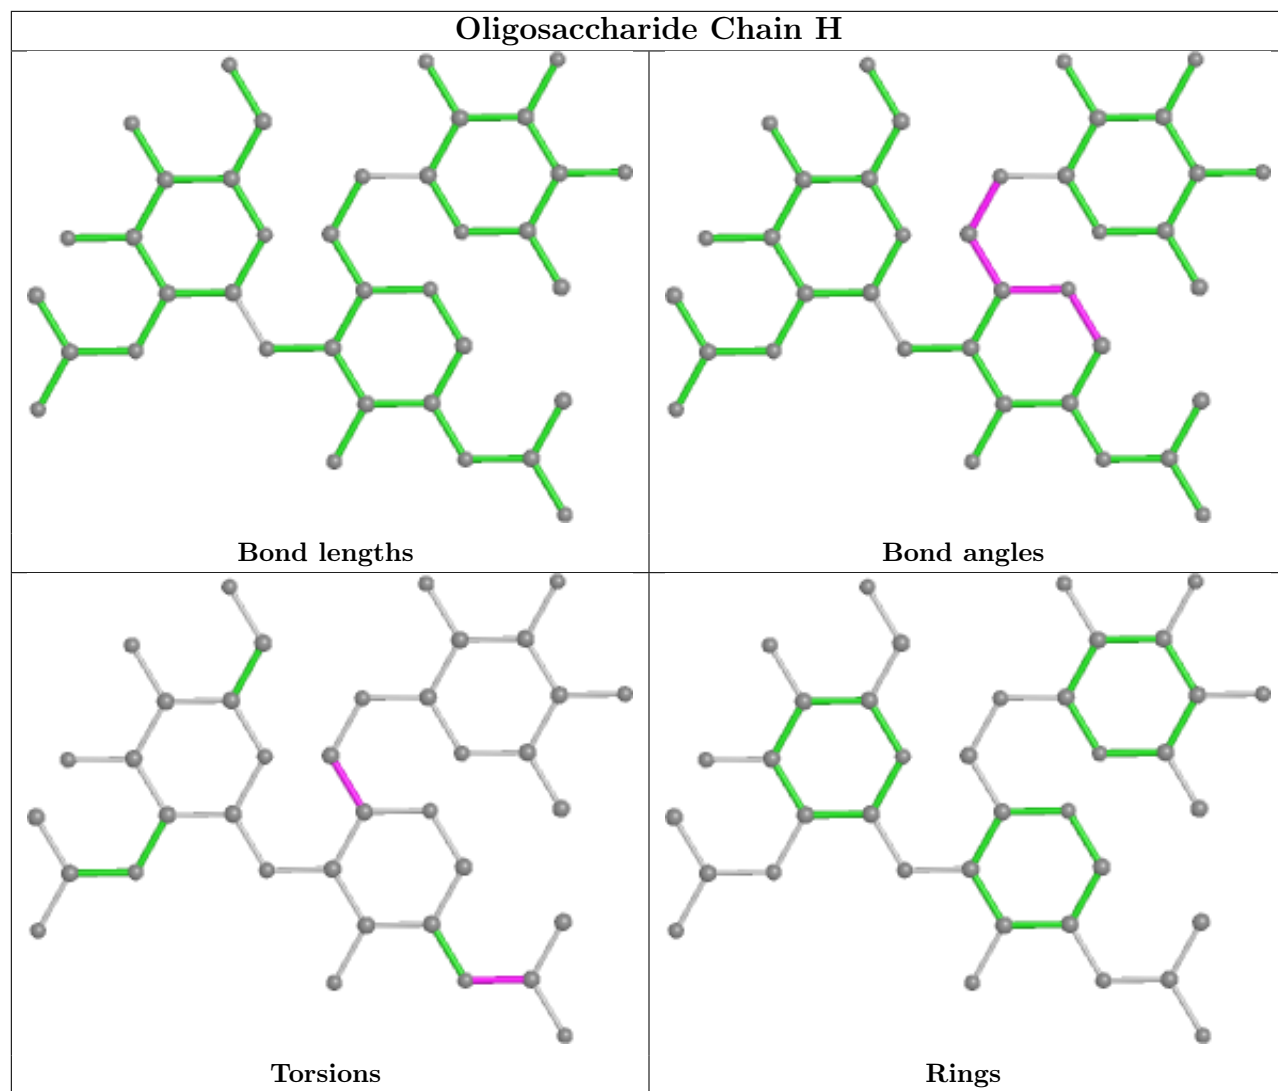 Oligosaccharide Chain H
Bond lengths
Bond angles
Torsions
Rings